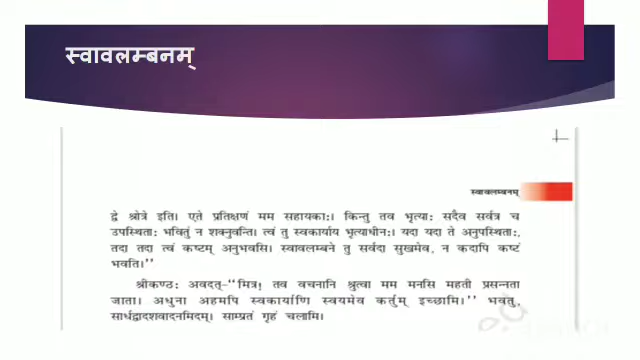 स्वावलम्बनम्
स्वावलम्बनम्
द्वे श्रोत्रे इति। एते प्रतिक्षणं मम सहायकाः। किन्तु तव भृत्याः सदैव सर्वत्र च
उपस्थिताः भवितुं न शक्नुवन्ति। त्वं तु स्वकार्याय भृत्याधीनः। यदा यदा ते अनुपस्थिताः,
तदा तदा त्वं कष्टम् अनुभवसि। स्वावलम्बने तु सर्वदा सुखमेव, न कदापि कष्टं
भवति।"
श्रीकण्ठः अवदत्-"मित्र! तव वचनानि श्रुत्वा मम मनसि महती प्रसन्नता
जाता। अधुना अहमपि स्वकार्याणि स्वयमेव कर्तुम् इच्छामि।" भवतु,
सार्धद्वादशवादनमिदम्। साम्प्रतं गृहं चलामि।